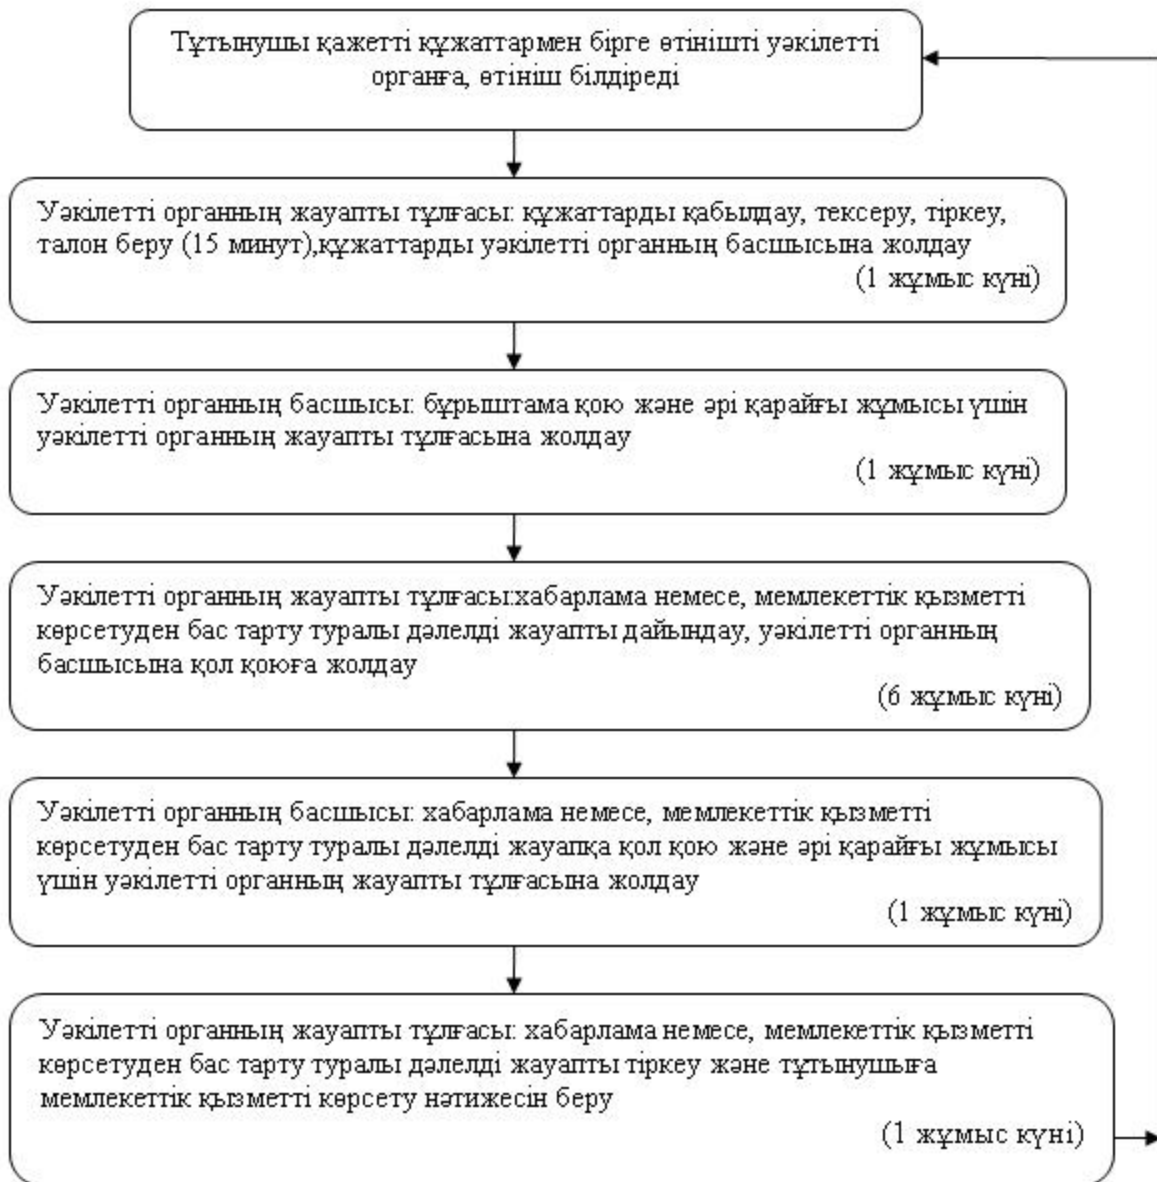 Тұтынушы қажетті құжаттармен бірге өтінішті уәкілетті
органға, өтініш білдіреді
Уәкілетті органның жауапты тұлғасы: құжаттарды қабылдау, тексеру, тіркеу,
талон беру (15 минут),құжаттарды уәкілетті органның басшысына жолдау
(1 жұмыс күні)
Уәкілетті органның басшысы: бұрыштама қою және әрі қарайғы жұмысы үшін
уәкілетті органның жауапты тұлғасына жолдау
(1 жұмыс күні)
Уәкілетті органның жауапты тұлғасы:хабарлама немесе, мемлекеттік қызметті
көрсетуден бас тарту туралы дәлелді жауапты дайындау, уәкілетті органның
басшысына қол қоюға жолдау
(6 жұмыс күні)
Уәкілетті органның басшысы: хабарлама немесе, мемлекеттік қызметті
көрсетуден бас тарту туралы дәлелді жауапқа қол қою және әрі қарайғы жұмысы
үшін уәкілетті органның жауапты тұлғасына жолдау
(1 жұмыс күні)
Уәкілетті органның жауапты тұлғасы: хабарлама немесе, мемлекеттік қызметті
көрсетуден бас тарту туралы дәлелді жауапты тіркеу және тұтынушыға
мемлекеттік қызметті көрсету нәтижесін беру
(1 жұмыс күні)